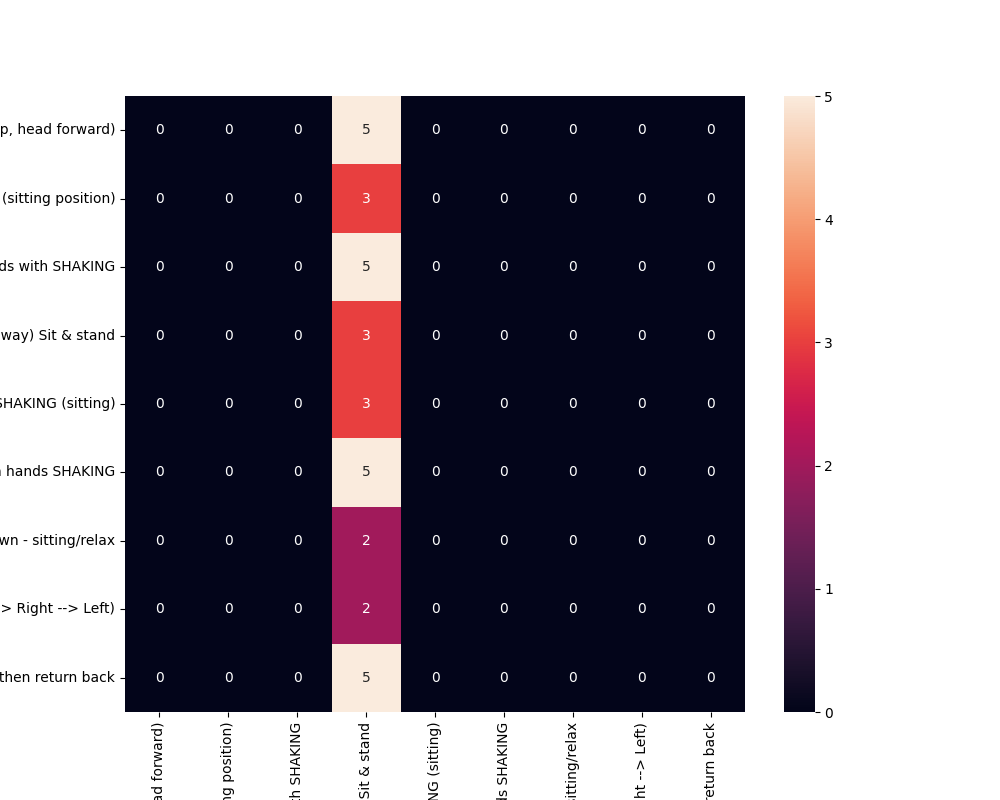 p, head forward) 0 0 0 5 0 0 0 0 0
(sitting position) 0 0 0 3 0 0 0 0 0
ds with SHAKING 0 0 0 5 0 0 0 0 0
way) Sit & stand 0 0 0 3 0 0 0 0 0
SHAKING (sitting) 0 0 0 3 0 0 0 0 0
hands SHAKING 0 0 0 5 0 0 0 0 0
wn - sitting/relax 0 0 0 2 0 0 0 0 0
> Right --> Left) 0 0 0 2 0 0 0 0 0
then return back 0 0 0 5 0 0 0 0 0
ad forward)
ng position)
th SHAKING
Sit & stand
NG (sitting)
ds SHAKING
sitting/relax
ht --> Left)
return back
5
4
3
2
1
0